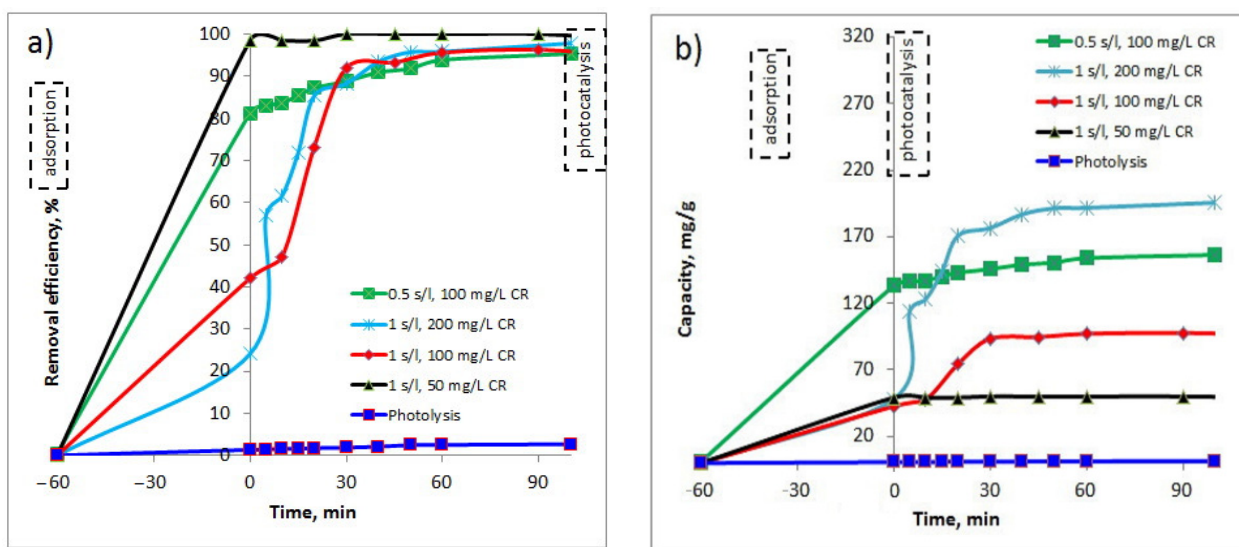 a)
100
90
80
70
60
50
40
30
20
10
0
Removal efficiency, %
adsorption
photocatalysis
0.5 s/l, 100 mg/L CR
1 s/l, 200 mg/L CR
1 s/l, 100 mg/L CR
1 s/l, 50 mg/L CR
Photolysis
−60 −30 0 30 60 90
Time, min
b)
320
270
220
170
120
70
20
Capacity, mg/g
adsorption
photocatalysis
0.5 s/l, 100 mg/L CR
1 s/l, 200 mg/L CR
1 s/l, 100 mg/L CR
1 s/l, 50 mg/L CR
Photolysis
-60 -30 0 30 60 90
Time, min